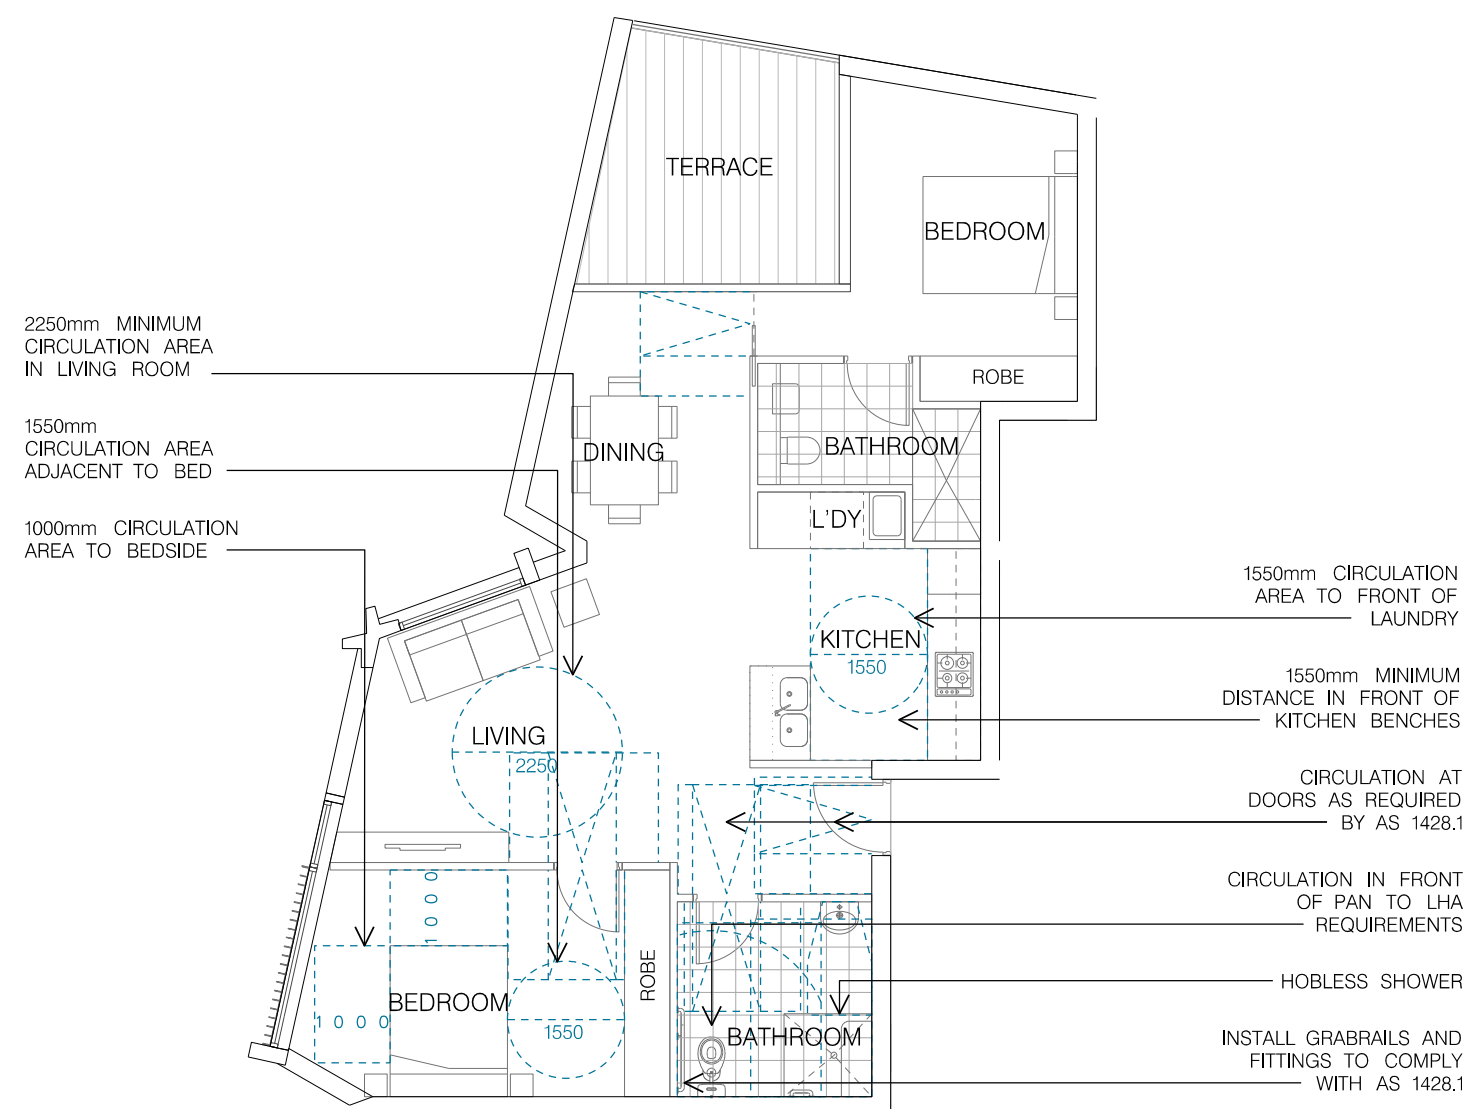 TERRACE
BEDROOM
2250mm MINIMUM
CIRCULATION AREA
IN LIVING ROOM
ROBE
1550mm
CIRCULATION AREA
ADJACENT TO BED
DINING
BATHROOM
1000mm CIRCULATION
AREA TO BEDSIDE
L'DY
1550mm CIRCULATION
AREA TO FRONT OF
LAUNDRY
KITCHEN
1550
1550mm MINIMUM
DISTANCE IN FRONT OF
KITCHEN BENCHES
LIVING
2250
CIRCULATION AT
DOORS AS REQUIRED
BY AS 1428.1
CIRCULATION IN FRONT
OF PAN TO LHA
REQUIREMENTS
1000
ROBE
BEDROOM
HOBLESS SHOWER
1000
1550
BATHROOM
INSTALL GRABRAILS AND
FITTINGS TO COMPLY
WITH AS 1428.1